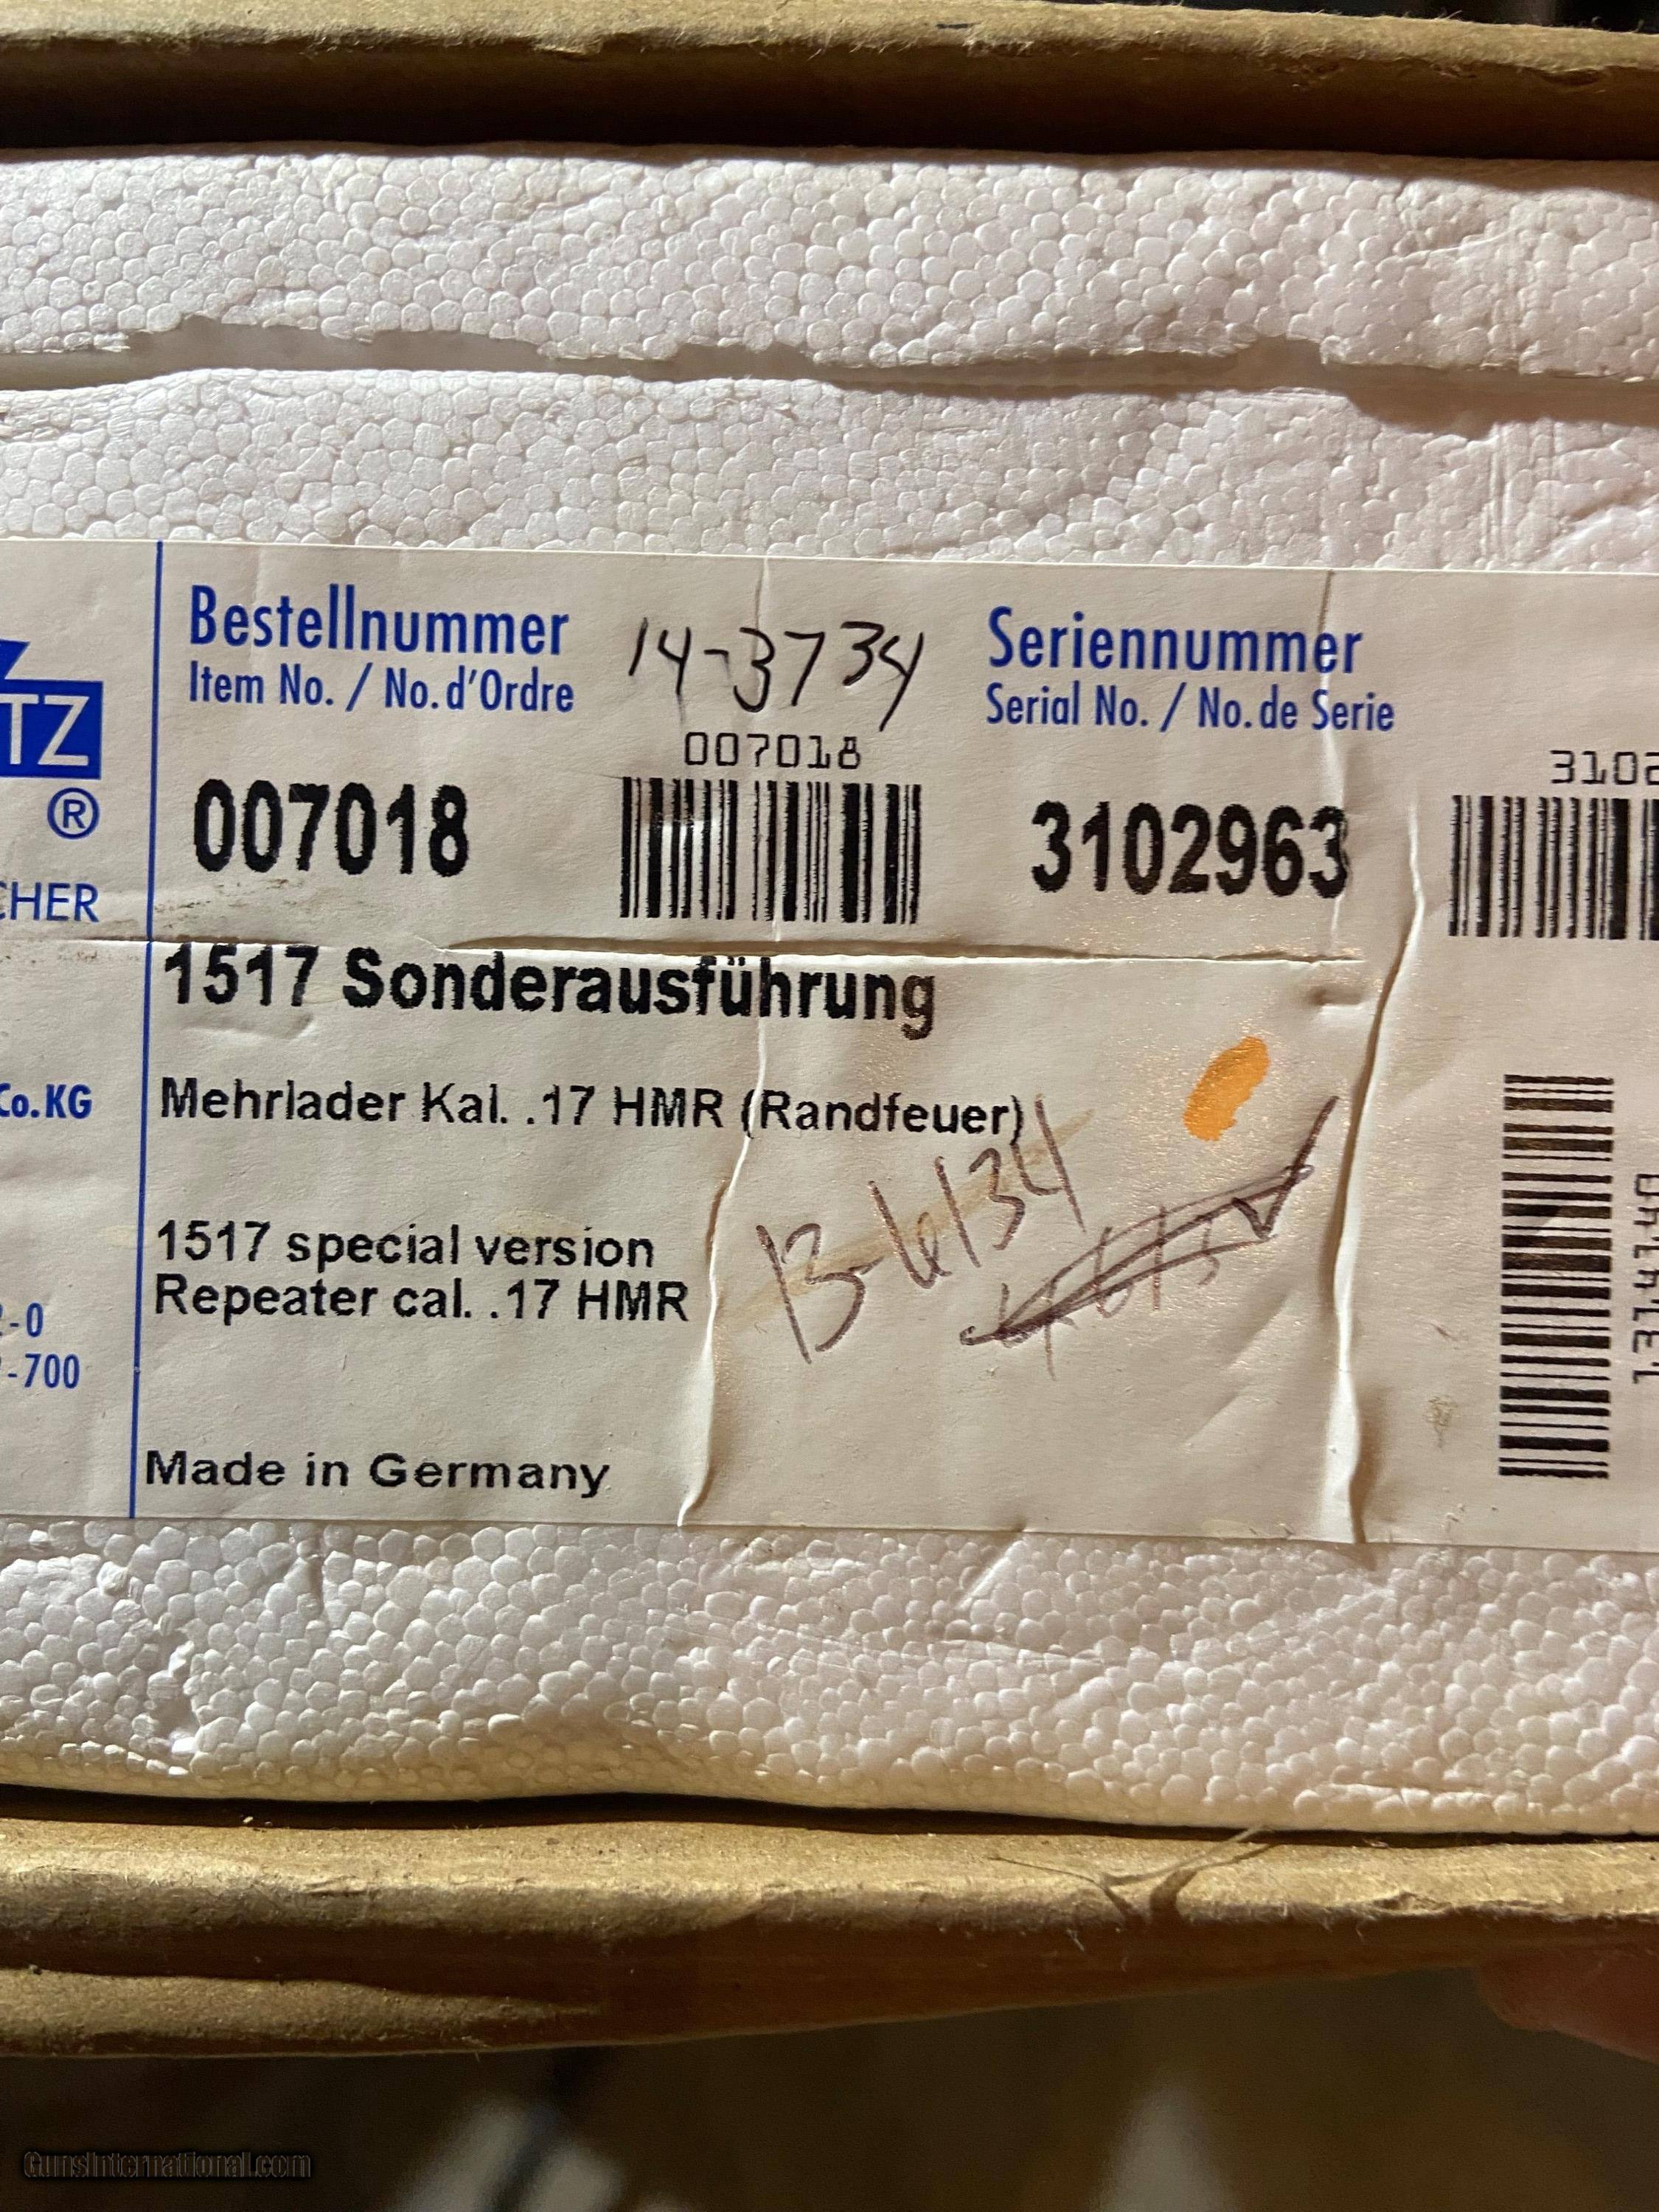 Bestellnummer
Item No. / No. d'Ordre
14-3734
007018
007018
Seriennummer
Serial No. / No. de Serie
3102963
3102
TZ
®
CHER
1517 Sonderausführung
Mehrlader Kal. .17 HMR (Randfeuer)
Co. KG
13-6134
1517 special version
Repeater cal. .17 HMR
-0
-700
Made in Germany
GunsInternational.com